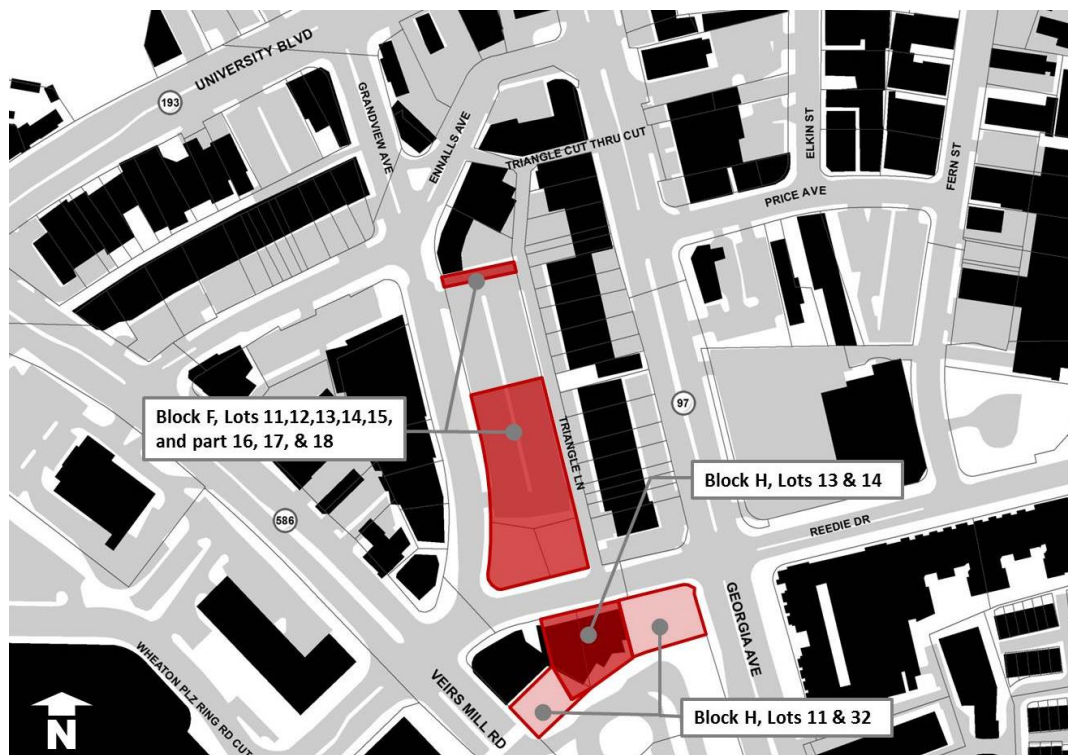 UNIVERSITY BLVD
193
GRANDVIEW AVE
ENNALLS AVE
TRIANGLE CUT THRU CUT
ELKIN ST
FERN ST
PRICE AVE
Block F, Lots 11,12,13,14,15,
and part 16, 17, & 18
97
TRIANGLE LN
Block H, Lots 13 & 14
586
REEDIE DR
GEORGIA AVE
VEIRS MILL RD
WHEATON PLZ RING RD CUT
Block H, Lots 11 & 32
N